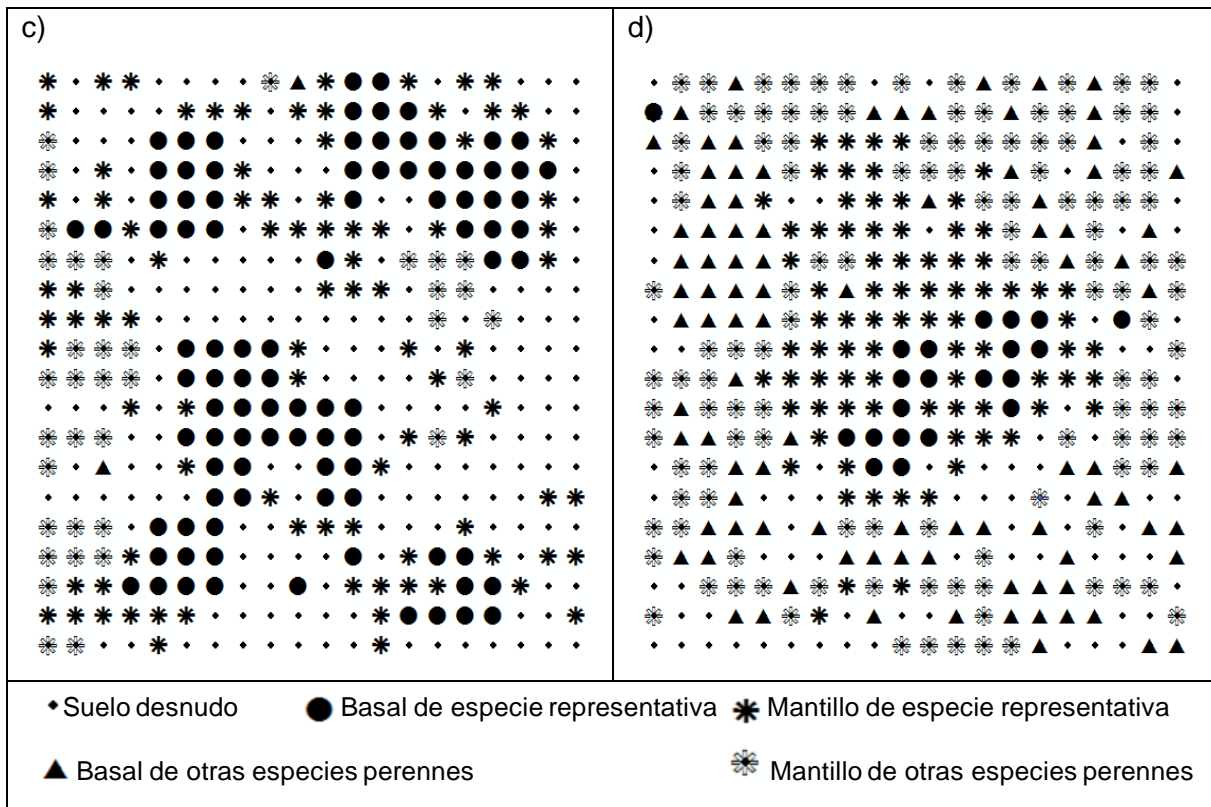 c)
d)
Suelo desnudo
Basal de especie representativa
Mantillo de especie representativa
Basal de otras especies perennes
Mantillo de otras especies perennes